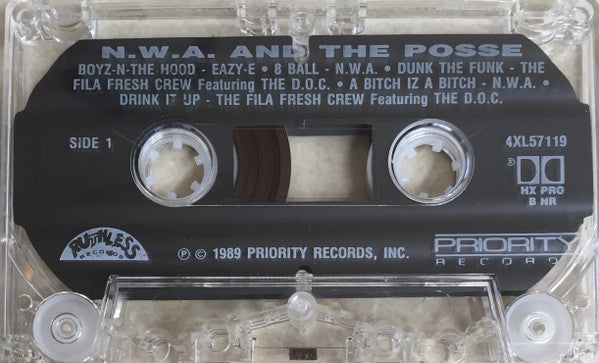 N.W.A. AND THE POSSE
BOYZ-N-THE HOOD - EAZY-E • 8 BALL - N.W.A. • DUNK THE FUNK - THE
FILA FRESH CREW Featuring THE D.O.C. • A BITCH IZ A BITCH - N.W.A. •
DRINK IT UP - THE FILA FRESH CREW Featuring THE D.O.C.
SIDE 1
4XL57119
®
HX PRO
B NR
RUTHLESS
RECORDS
℗ © 1989 PRIORITY RECORDS, INC.
PRIORITY
RECORDS